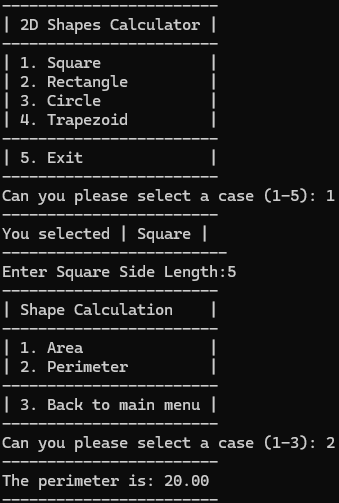 ------------------------
| 2D Shapes Calculator |
------------------------
| 1. Square            |
| 2. Rectangle         |
| 3. Circle            |
| 4. Trapezoid         |
------------------------
| 5. Exit              |
------------------------
Can you please select a case (1-5): 1
------------------------
You selected | Square |
-------------------------
Enter Square Side Length:5
------------------------
| Shape Calculation    |
------------------------
| 1. Area              |
| 2. Perimeter         |
------------------------
| 3. Back to main menu |
------------------------
Can you please select a case (1-3): 2
------------------------
The perimeter is: 20.00
------------------------